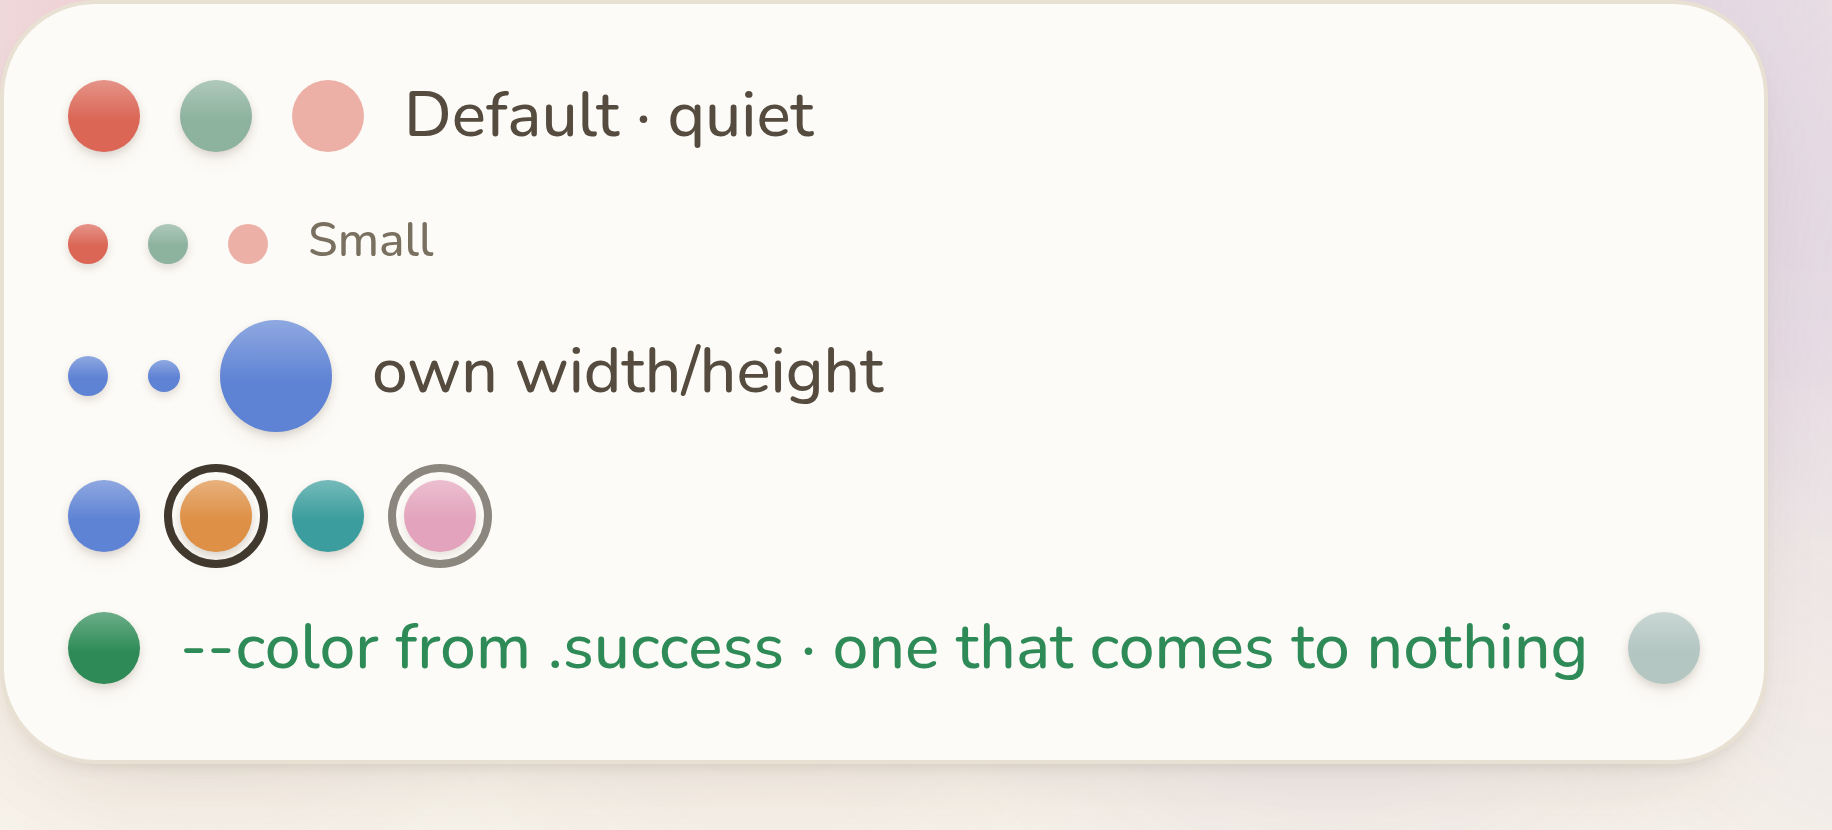 Default · quiet
Small
own width/height
--color from .success · one that comes to nothing